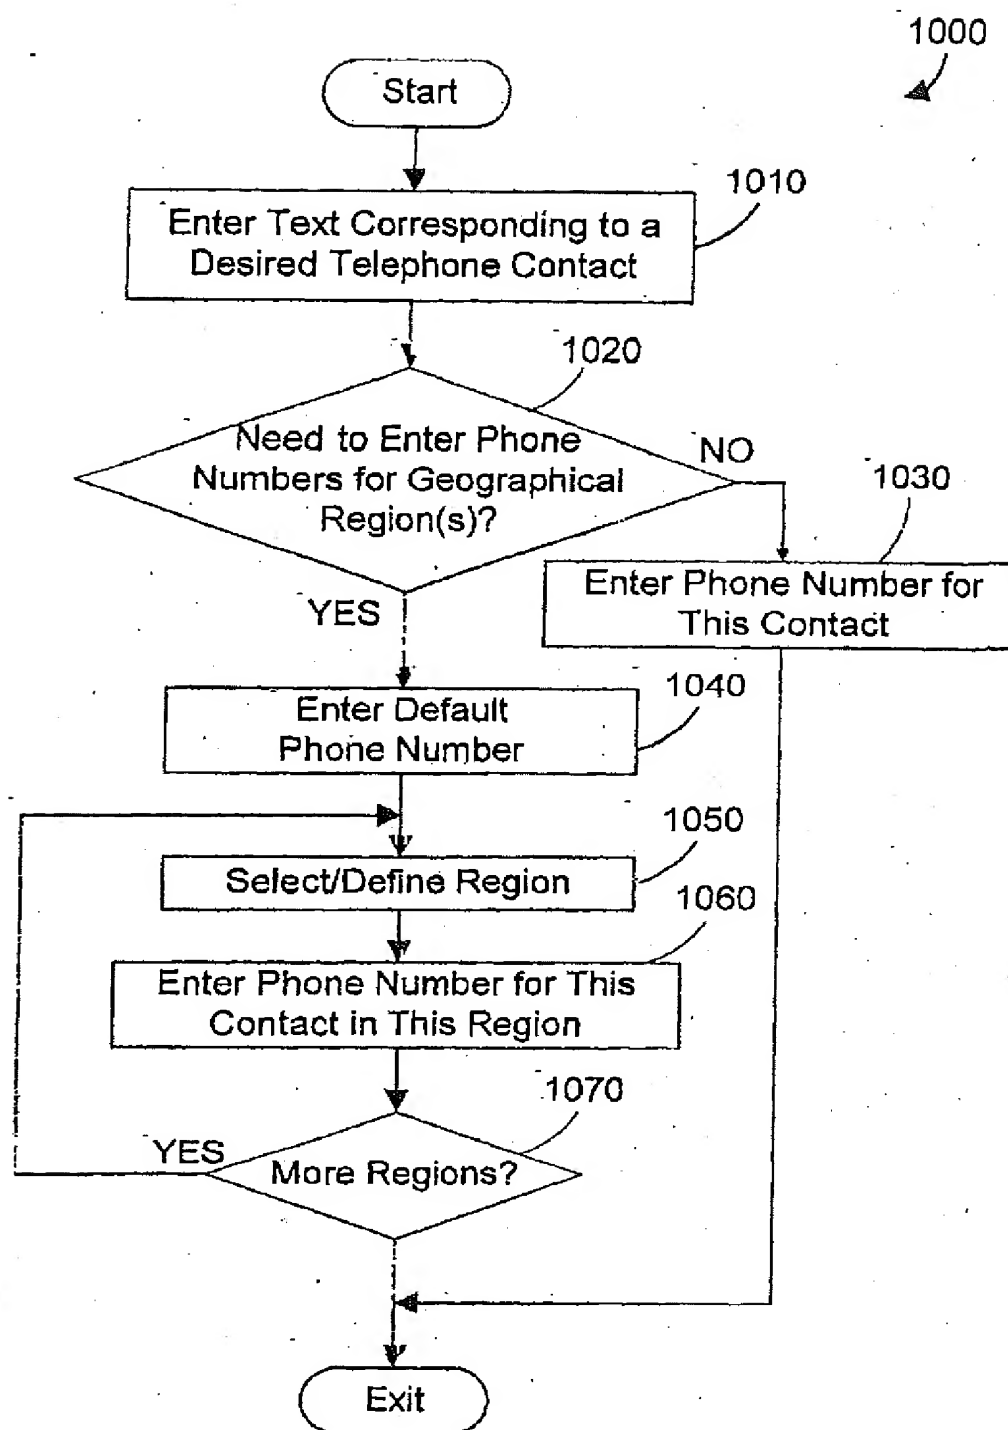 1000
Start
1010
Enter Text Corresponding to a
Desired Telephone Contact
1020
Need to Enter Phone
Numbers for Geographical
Region(s)?
NO
1030
Enter Phone Number for
This Contact
YES
1040
Enter Default
Phone Number
1050
Select/Define Region
1060
Enter Phone Number for This
Contact in This Region
1070
YES
More Regions?
Exit